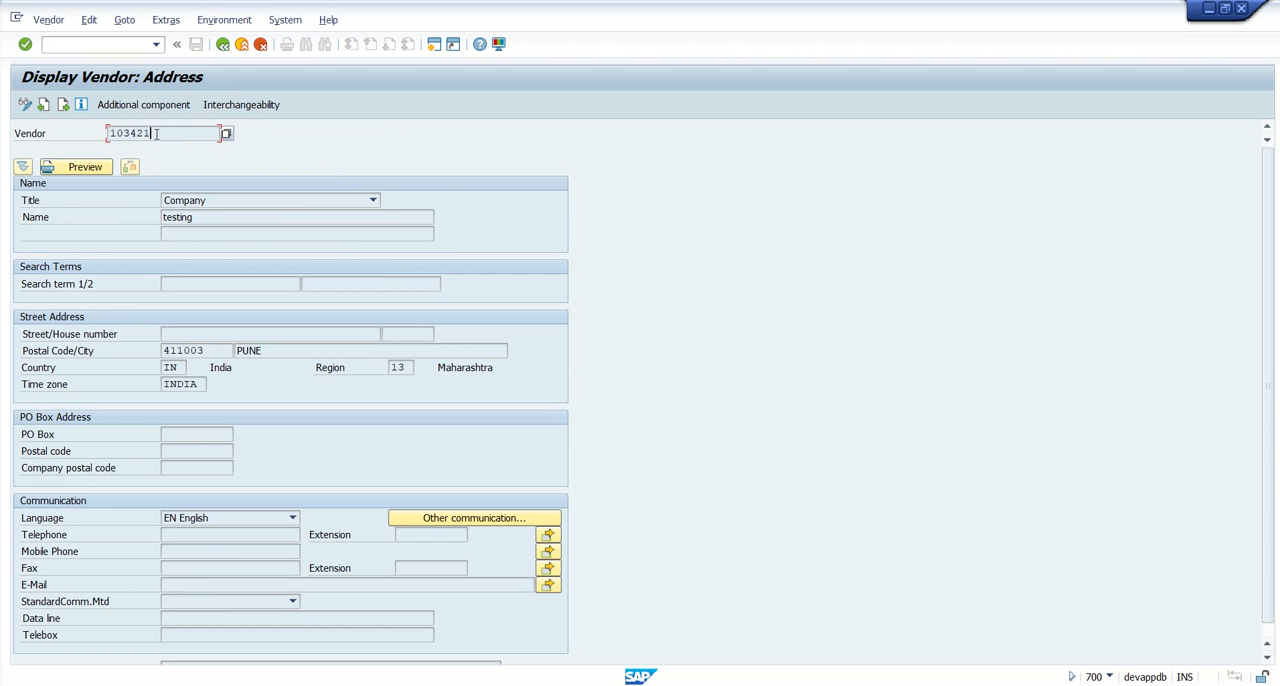 Vendor Edit Goto Extras Environment System Help
Display Vendor: Address
Additional component Interchangeability
Vendor 103421
Preview
Name
Title Company
Name testing
Search Terms
Search term 1/2
Street Address
Street/House number
Postal Code/City 411003 PUNE
Country IN India Region 13 Maharashtra
Time zone INDIA
PO Box Address
PO Box
Postal code
Company postal code
Communication
Language EN English Other communication...
Telephone Extension
Mobile Phone
Fax Extension
E-Mail
StandardComm.Mtd
Data line
Telebox
SAP 700 devappdb INS